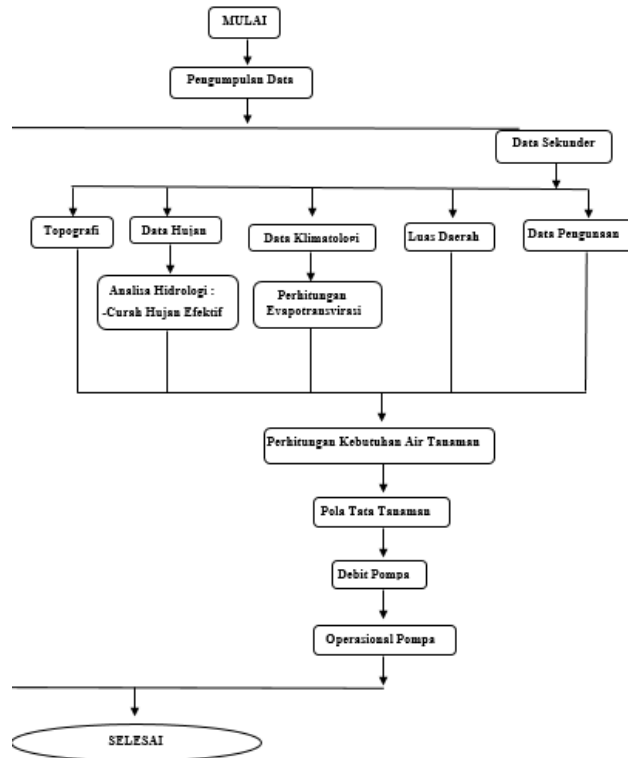 MULAI
Pengumpulan Data
Data Sekunder
Topografi
Data Hujan
Data Klimatologi
Luas Daerah
Data Pengunaan
Analisa Hidrologi :
-Curah Hujan Efektif
Perhitungan
Evapotransvirasi
Perhitungan Kebutuhan Air Tanaman
Pola Tata Tanaman
Debit Pompa
Operasional Pompa
SELESAI